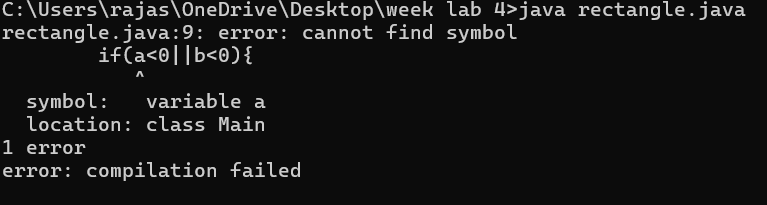 C:\Users\rajas\OneDrive\Desktop\week lab 4>java rectangle.java
rectangle.java:9: error: cannot find symbol
        if(a<0||b<0){
           ^
  symbol:   variable a
  location: class Main
1 error
error: compilation failed